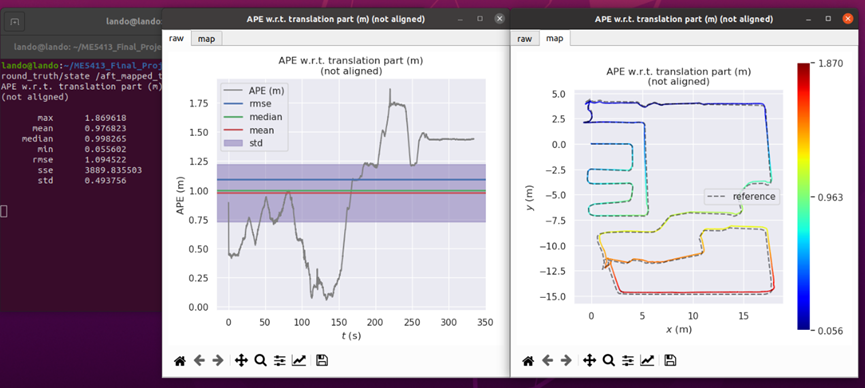 lando@lando:
lando@lando: ~/ME5413_Final_Proje
lando@lando:~/ME5413_Final_Proj
round_truth/state /aft_mapped_t
APE w.r.t. translation part (m)
(not aligned)
max 1.869618
mean 0.976823
median 0.998265
min 0.055602
rmse 1.094522
sse 3889.835503
std 0.493756
APE w.r.t. translation part (m) (not aligned)
raw map
APE w.r.t. translation part (m)
(not aligned)
APE (m)
rmse
median
mean
std
1.75
1.50
1.25
1.00
0.75
0.50
0.25
0.00
APE (m)
0 50 100 150 200 250 300 350
t (s)
APE w.r.t. translation part (m) (not aligned)
raw map
APE w.r.t. translation part (m)
(not aligned)
5.0
2.5
0.0
−2.5
−5.0
−7.5
−10.0
−12.5
−15.0
y (m)
reference
0 5 10 15
x (m)
1.870
0.963
0.056